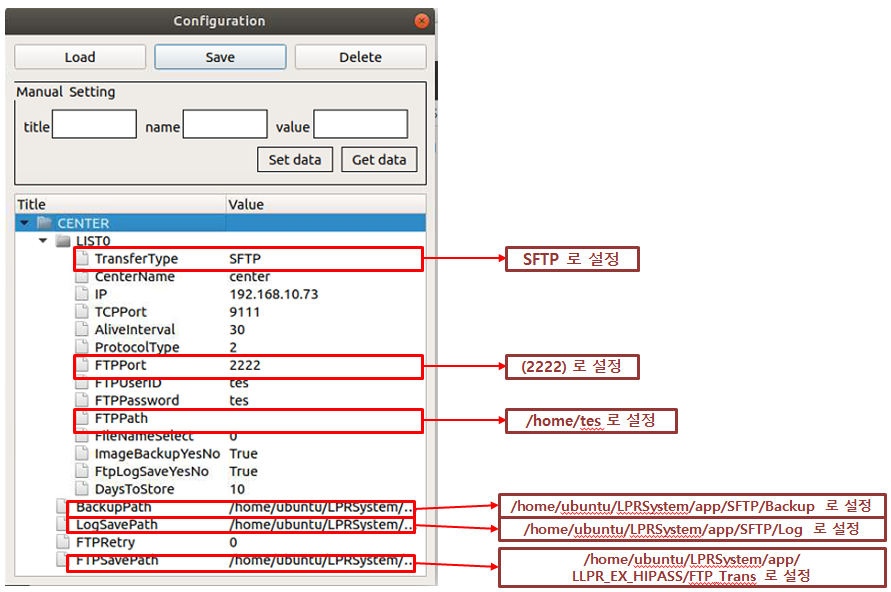 Configuration
Load Save Delete
Manual Setting
title name value
Set data Get data
Title Value
CENTER
LIST0
TransferType SFTP SFTP 로 설정
CenterName center
IP 192.168.10.73
TCPPort 9111
AliveInterval 30
ProtocolType 2
FTPPort 2222 (2222) 로 설정
FTPUserID tes
FTPPassword tes
FTPPath /home/tes 로 설정
FileNameSelect 0
ImageBackupYesNo True
FtpLogSaveYesNo True
DaysToStore 10
BackupPath /home/ubuntu/LPRSystem/.. /home/ubuntu/LPRSystem/app/SFTP/Backup 로 설정
LogSavePath /home/ubuntu/LPRSystem/.. /home/ubuntu/LPRSystem/app/SFTP/Log 로 설정
FTPRetry 0
FTPSavePath /home/ubuntu/LPRSystem/.. /home/ubuntu/LPRSystem/app/
LLPR_EX_HIPASS/FTP_Trans 로 설정